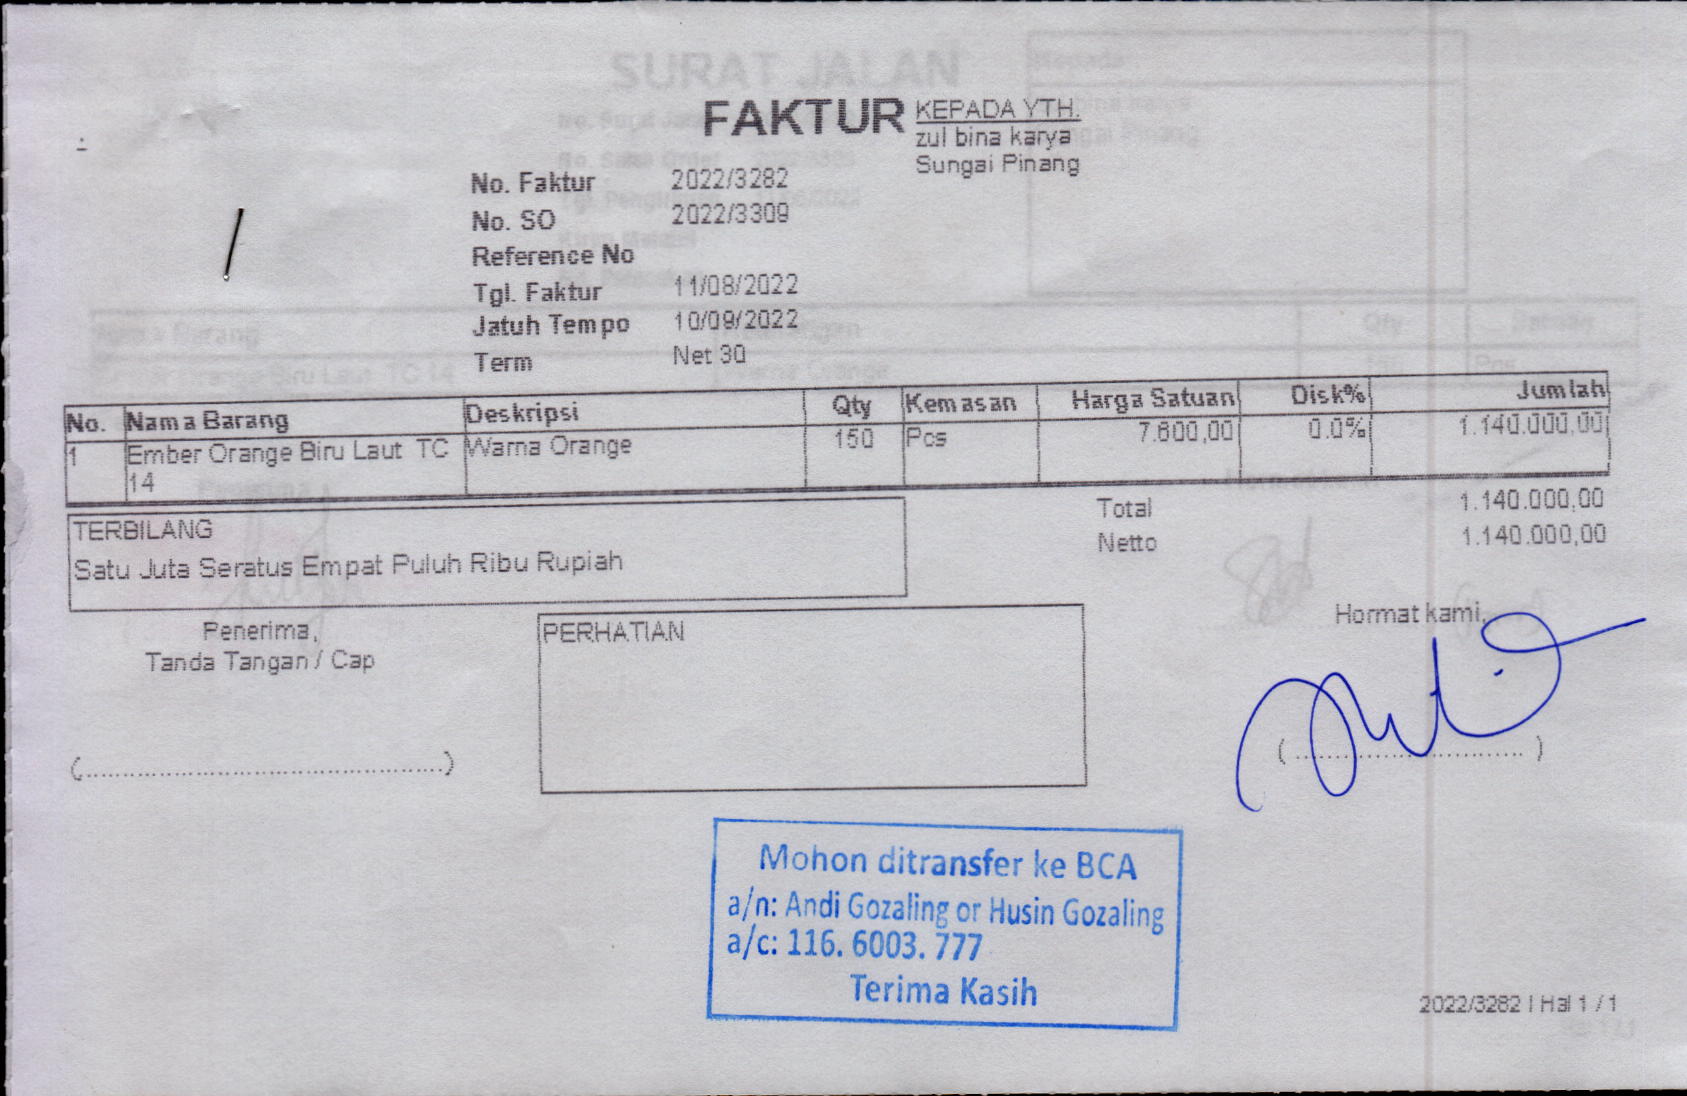 FAKTUR
KEPADA YTH.
zul bina karya
Sungai Pinang
No. Faktur 2022/3282
No. SO 2022/3309
Reference No
Tgl. Faktur 11/08/2022
Jatuh Tempo 10/09/2022
Term Net 30
No. Nama Barang Deskripsi Qty Kemasan Harga Satuan Disk% Jumlah
1 Ember Orange Biru Laut TC Warna Orange 150 Pcs 7.600,00 0.0% 1.140.000,00
14
Total 1.140.000,00
Netto 1.140.000,00
TERBILANG
Satu Juta Seratus Empat Puluh Ribu Rupiah
Penerima,
Tanda Tangan / Cap
PERHATIAN
Hormat kami,
Mohon ditransfer ke BCA
a/n: Andi Gozaling or Husin Gozaling
a/c: 116. 6003. 777
Terima Kasih
2022/3282 | Hal 1 / 1
SURAT JALAN